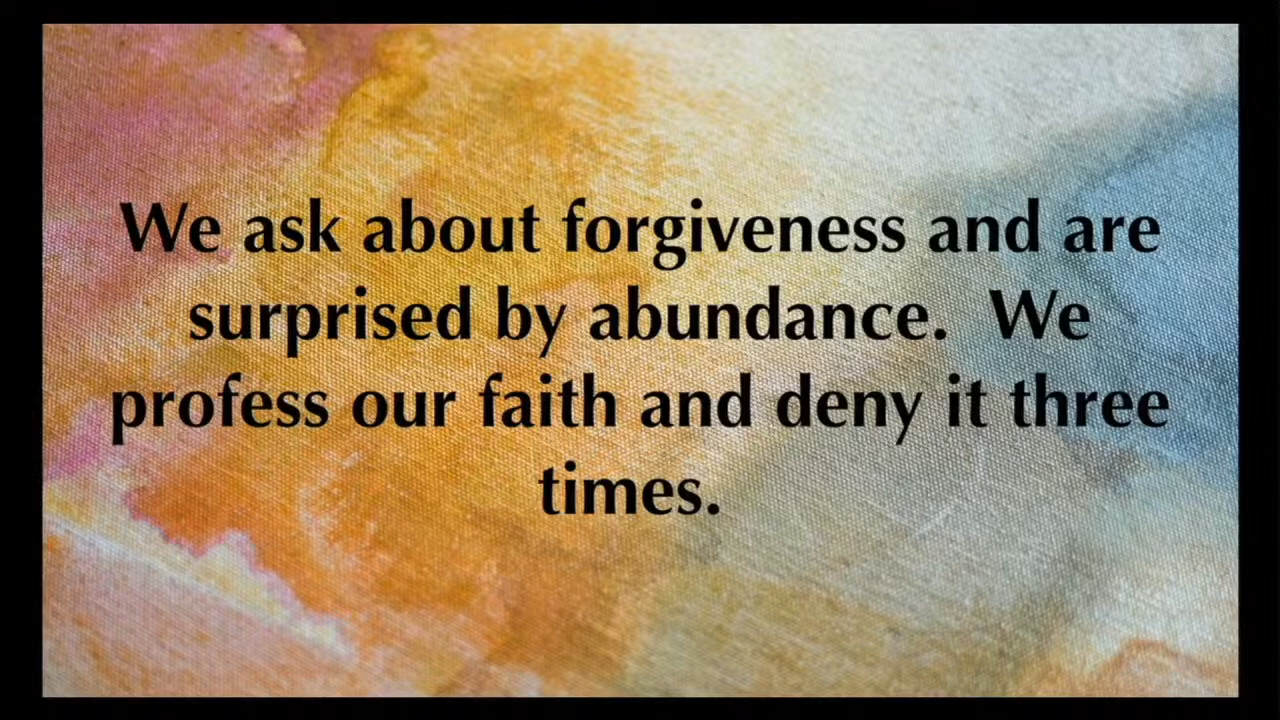 We ask about forgiveness and are
surprised by abundance.  We
profess our faith and deny it three
times.